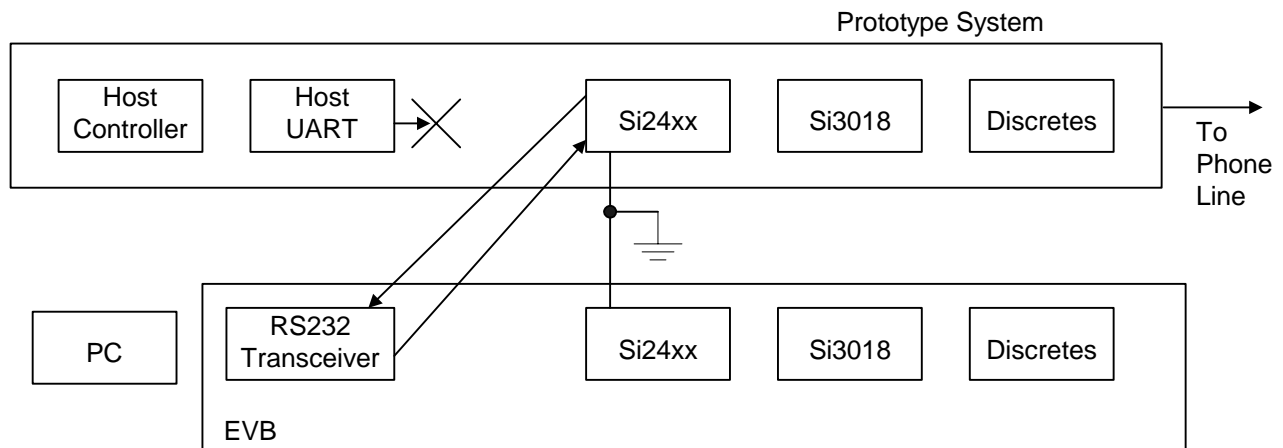 Prototype System
Host
Controller
Host
UART
Si24xx
Si3018
Discretes
To
Phone
Line
PC
RS232
Transceiver
Si24xx
Si3018
Discretes
EVB